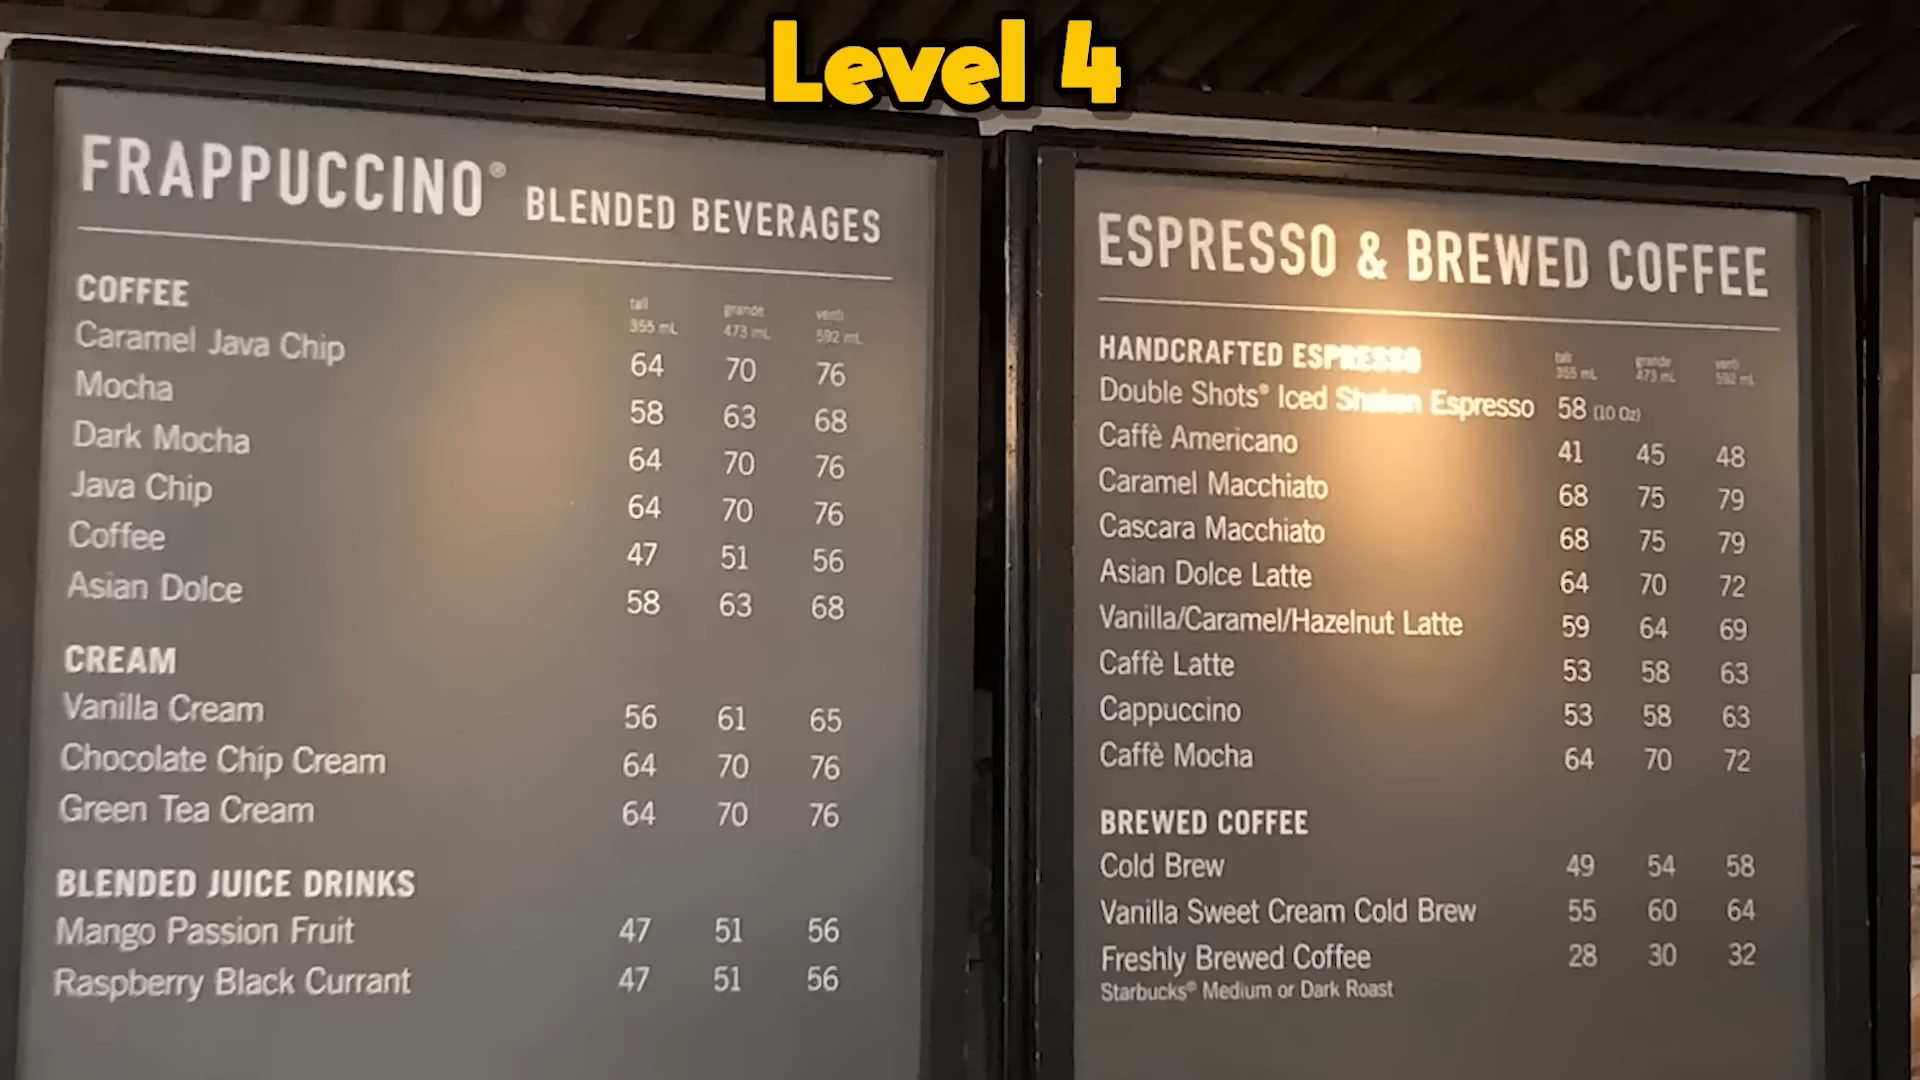 Level 4
FRAPPUCCINO® BLENDED BEVERAGES
COFFEE tall 355 mL grande 473 mL venti 592 mL
Caramel Java Chip 64 70 76
Mocha 58 63 68
Dark Mocha 64 70 76
Java Chip 64 70 76
Coffee 47 51 56
Asian Dolce 58 63 68
CREAM
Vanilla Cream 56 61 65
Chocolate Chip Cream 64 70 76
Green Tea Cream 64 70 76
BLENDED JUICE DRINKS
Mango Passion Fruit 47 51 56
Raspberry Black Currant 47 51 56
ESPRESSO & BREWED COFFEE
HANDCRAFTED ESPRESSO tall 355 mL grande 473 mL venti 592 mL
Double Shots® Iced Shaken Espresso 58 (10 Oz)
Caffè Americano 41 45 48
Caramel Macchiato 68 75 79
Cascara Macchiato 68 75 79
Asian Dolce Latte 64 70 72
Vanilla/Caramel/Hazelnut Latte 59 64 69
Caffè Latte 53 58 63
Cappuccino 53 58 63
Caffè Mocha 64 70 72
BREWED COFFEE
Cold Brew 49 54 58
Vanilla Sweet Cream Cold Brew 55 60 64
Freshly Brewed Coffee 28 30 32
Starbucks® Medium or Dark Roast